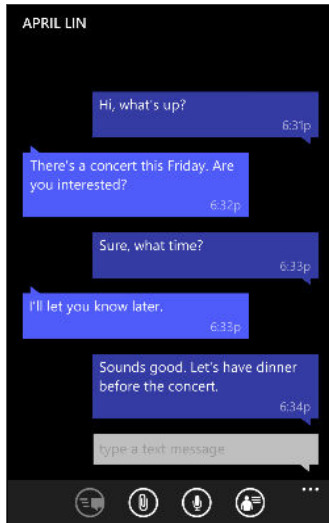 APRIL LIN
Hi, what's up?
6:31p
There's a concert this Friday. Are
you interested?
6:32p
Sure, what time?
6:33p
I'll let you know later.
6:33p
Sounds good. Let's have dinner
before the concert.
6:34p
type a text message